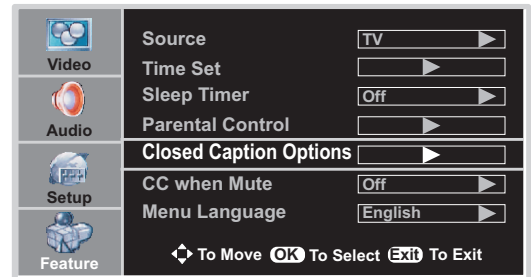 Video
Audio
Setup
Feature
Source TV
Time Set
Sleep Timer Off
Parental Control
Closed Caption Options
CC when Mute Off
Menu Language English
To Move OK To Select Exit To Exit